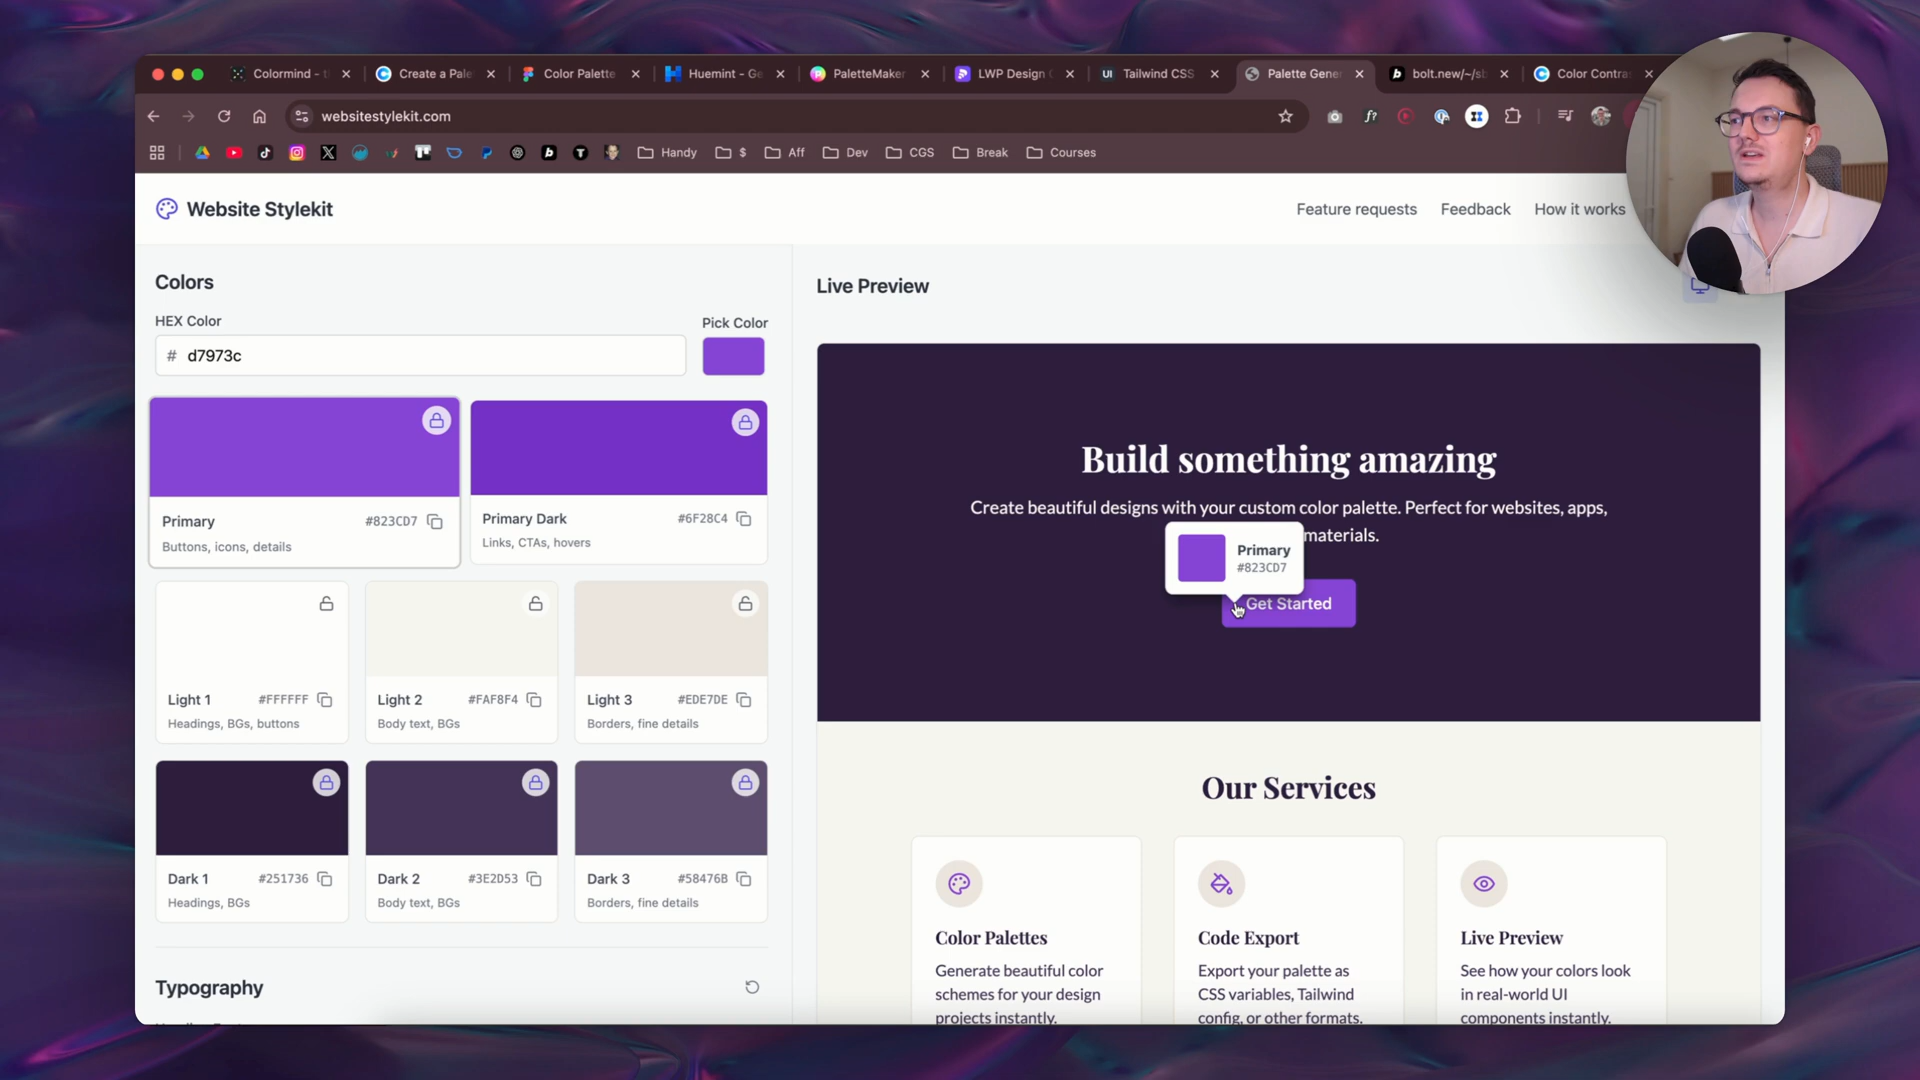 Colormind - t
Create a Pale
Color Palette
Huemint - Ge
PaletteMaker
LWP Design C
UI Tailwind CSS
Palette Gene
bolt.new/~/sb
Color Contra
websitestylekit.com
f?
Handy
$
Aff
Dev
CGS
Break
Courses
Website Stylekit
Feature requests
Feedback
How it works
Colors
HEX Color
Pick Color
# d7973c
Primary #823CD7
Buttons, icons, details
Primary Dark #6F28C4
Links, CTAs, hovers
Light 1 #FFFFFF
Headings, BGs, buttons
Light 2 #FAF8F4
Body text, BGs
Light 3 #EDE7DE
Borders, fine details
Dark 1 #251736
Headings, BGs
Dark 2 #3E2D53
Body text, BGs
Dark 3 #58476B
Borders, fine details
Typography
Live Preview
Build something amazing
Create beautiful designs with your custom color palette. Perfect for websites, apps,
materials.
Primary
#823CD7
Get Started
Our Services
Color Palettes
Generate beautiful color
schemes for your design
projects instantly.
Code Export
Export your palette as
CSS variables, Tailwind
config, or other formats.
Live Preview
See how your colors look
in real-world UI
components instantly.